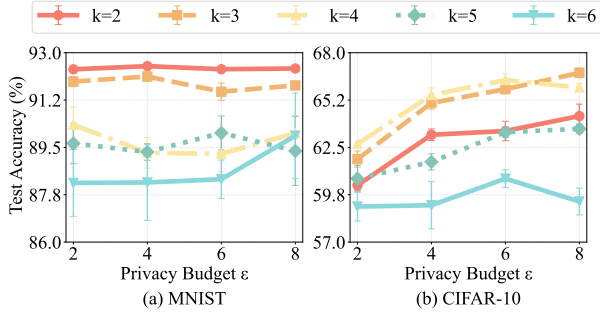 k=2 k=3 k=4 k=5 k=6
Test Accuracy (%)
93.0
91.2
89.5
87.8
86.0
2 4 6 8
Privacy Budget ε
(a) MNIST
68.0
65.2
62.5
59.8
57.0
2 4 6 8
Privacy Budget ε
(b) CIFAR-10